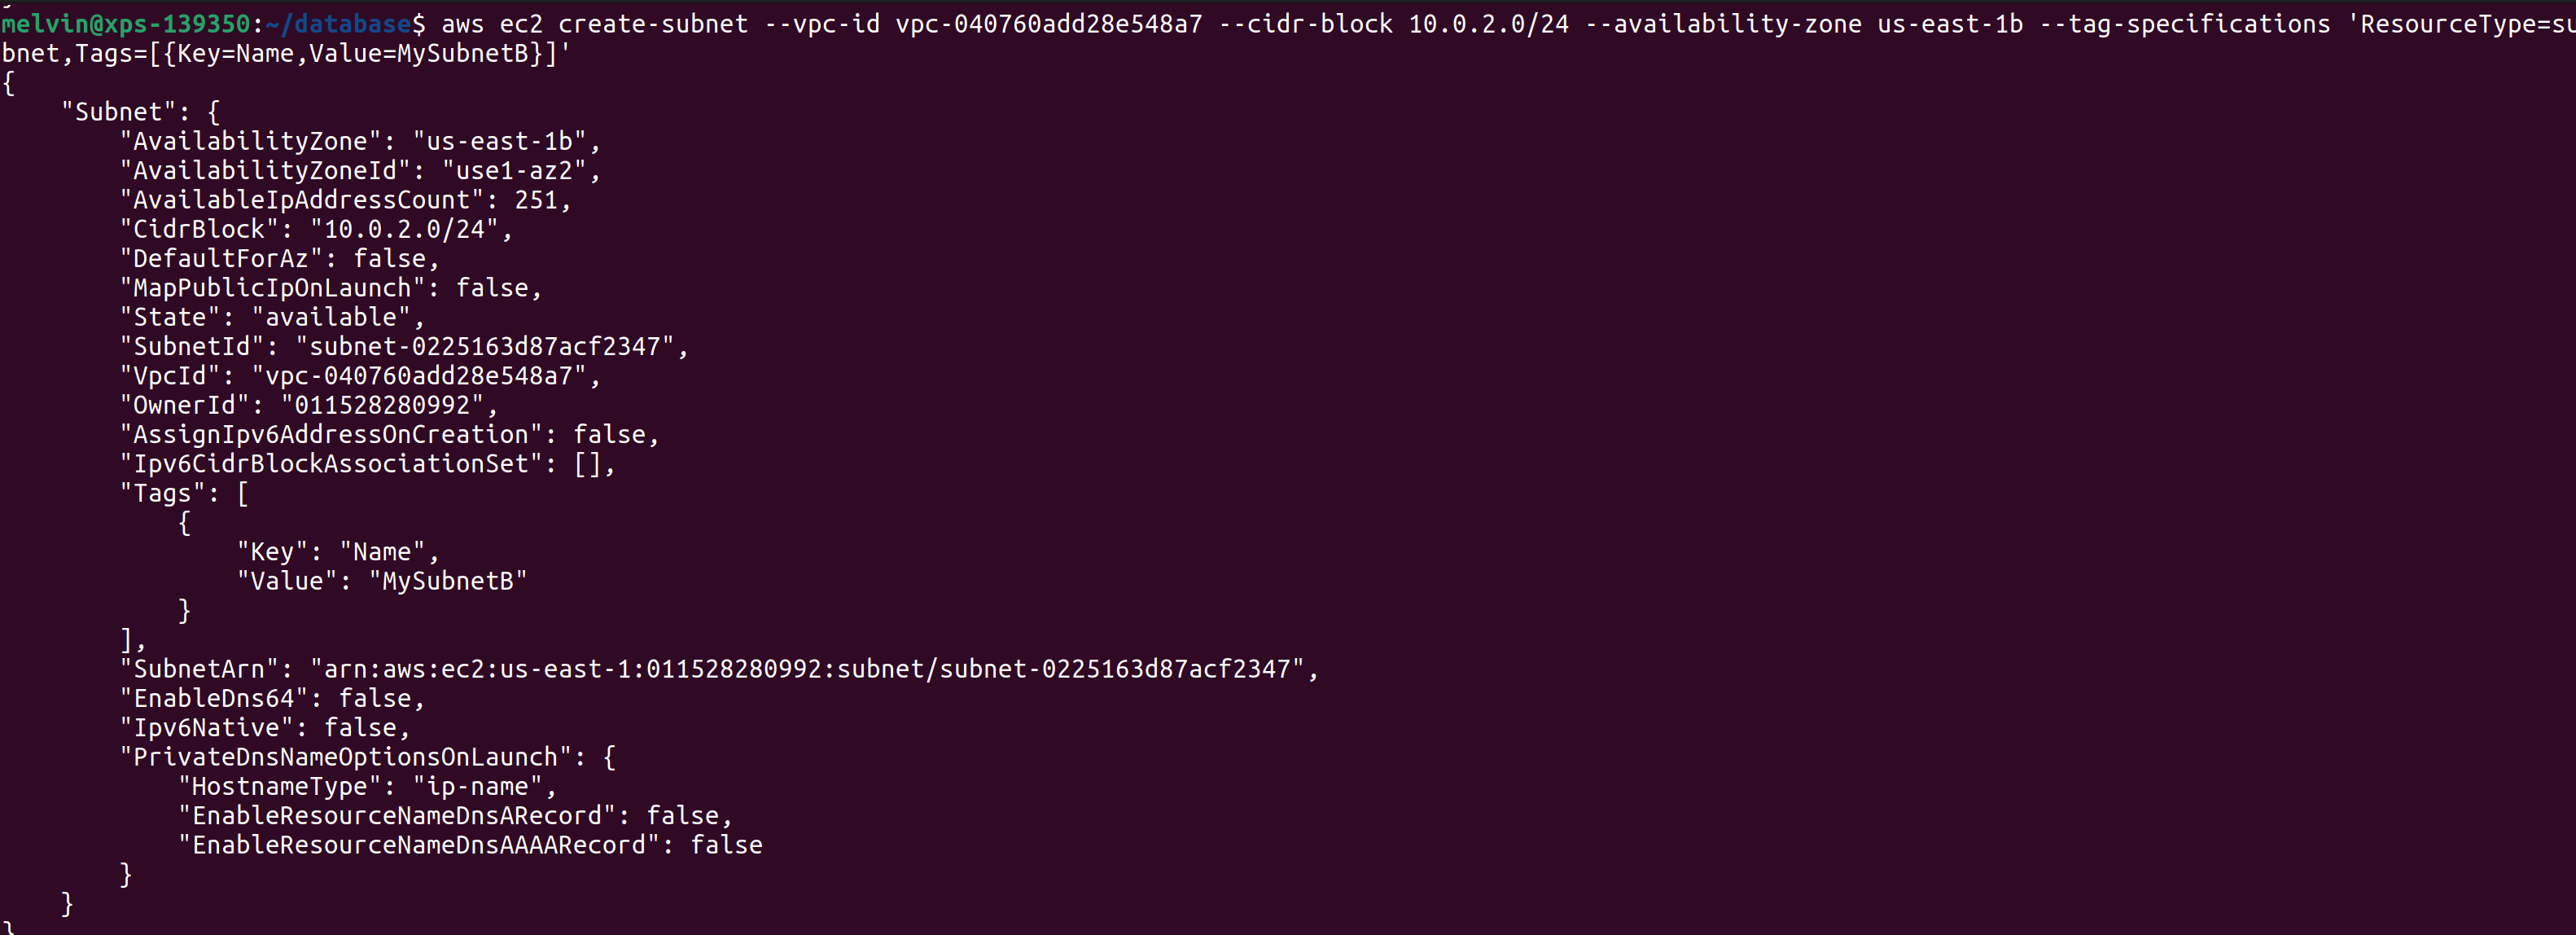 melvin@xps-139350:~/database$ aws ec2 create-subnet --vpc-id vpc-040760add28e548a7 --cidr-block 10.0.2.0/24 --availability-zone us-east-1b --tag-specifications 'ResourceType=su
bnet,Tags=[{Key=Name,Value=MySubnetB}]'
{
    "Subnet": {
        "AvailabilityZone": "us-east-1b",
        "AvailabilityZoneId": "use1-az2",
        "AvailableIpAddressCount": 251,
        "CidrBlock": "10.0.2.0/24",
        "DefaultForAz": false,
        "MapPublicIpOnLaunch": false,
        "State": "available",
        "SubnetId": "subnet-0225163d87acf2347",
        "VpcId": "vpc-040760add28e548a7",
        "OwnerId": "011528280992",
        "AssignIpv6AddressOnCreation": false,
        "Ipv6CidrBlockAssociationSet": [],
        "Tags": [
            {
                "Key": "Name",
                "Value": "MySubnetB"
            }
        ],
        "SubnetArn": "arn:aws:ec2:us-east-1:011528280992:subnet/subnet-0225163d87acf2347",
        "EnableDns64": false,
        "Ipv6Native": false,
        "PrivateDnsNameOptionsOnLaunch": {
            "HostnameType": "ip-name",
            "EnableResourceNameDnsARecord": false,
            "EnableResourceNameDnsAAAARecord": false
        }
    }
}